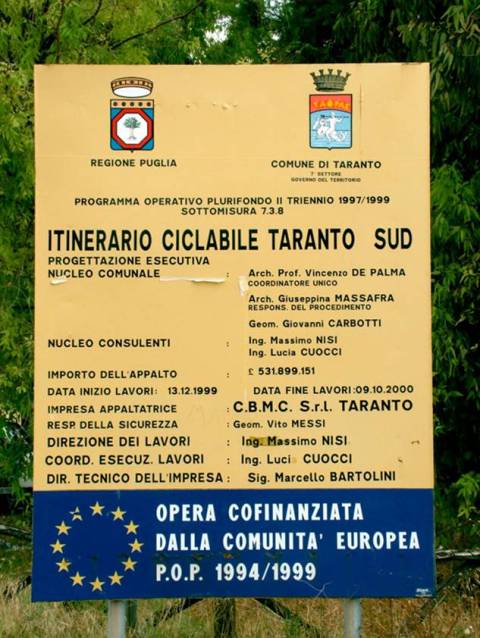 ΤΑΡΑΣ
REGIONE PUGLIA
COMUNE DI TARANTO
7° SETTORE
GOVERNO DEL TERRITORIO
PROGRAMMA OPERATIVO PLURIFONDO II TRIENNIO 1997/1999
SOTTOMISURA 7.3.8
ITINERARIO CICLABILE TARANTO SUD
PROGETTAZIONE ESECUTIVA
NUCLEO COMUNALE : Arch. Prof. Vincenzo DE PALMA
COORDINATORE UNICO
Arch. Giuseppina MASSAFRA
RESPONS. DEL PROCEDIMENTO
Geom. Giovanni CARBOTTI
NUCLEO CONSULENTI : Ing. Massimo NISI
Ing. Lucia CUOCCI
IMPORTO DELL'APPALTO : £ 531.899.151
DATA INIZIO LAVORI: 13.12.1999 DATA FINE LAVORI:09.10.2000
IMPRESA APPALTATRICE : C.B.M.C. S.r.l. TARANTO
RESP. DELLA SICUREZZA : Geom. Vito MESSI
DIREZIONE DEI LAVORI : Ing. Massimo NISI
COORD. ESECUZ. LAVORI : Ing. Luci CUOCCI
DIR. TECNICO DELL'IMPRESA : Sig. Marcello BARTOLINI
OPERA COFINANZIATA
DALLA COMUNITA' EUROPEA
P.O.P. 1994/1999